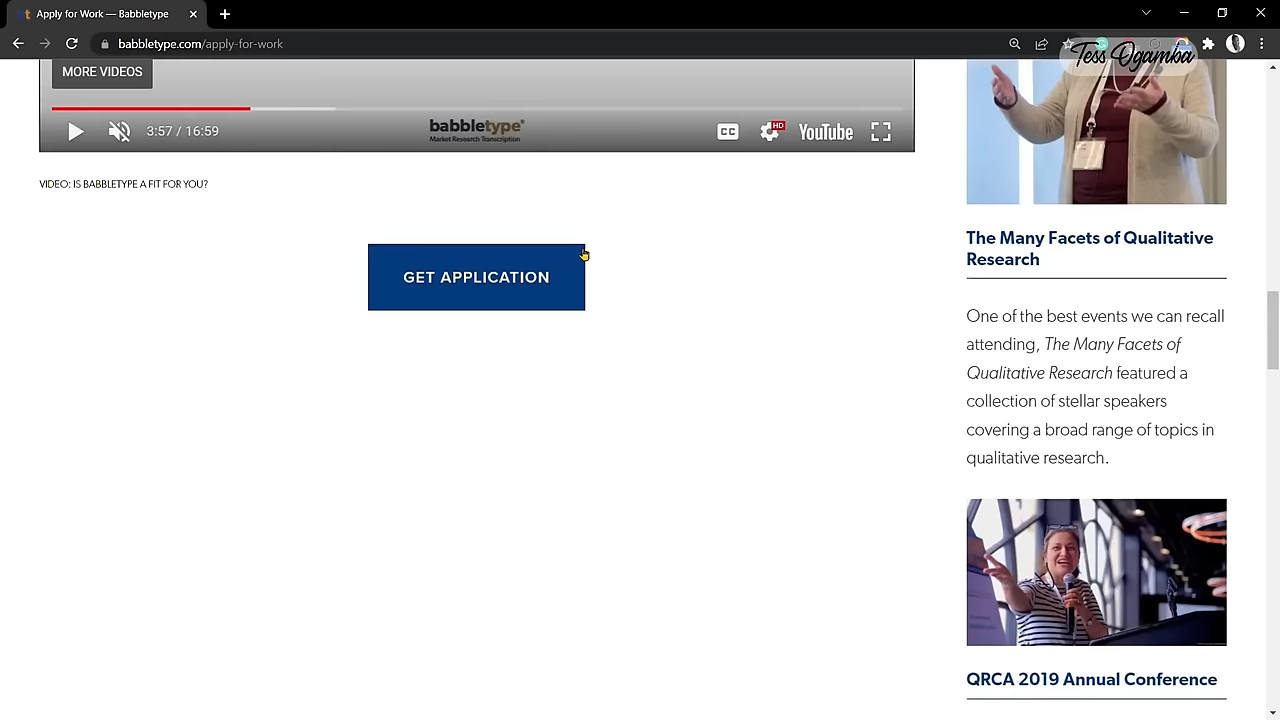 Apply for Work — Babbletype
babbletype.com/apply-for-work
Tess Ogamba
MORE VIDEOS
3:57 / 16:59
babbletype
Market Research Transcription
CC
HD
YouTube
VIDEO: IS BABBLETYPE A FIT FOR YOU?
GET APPLICATION
The Many Facets of Qualitative
Research
One of the best events we can recall
attending, The Many Facets of
Qualitative Research featured a
collection of stellar speakers
covering a broad range of topics in
qualitative research.
QRCA 2019 Annual Conference